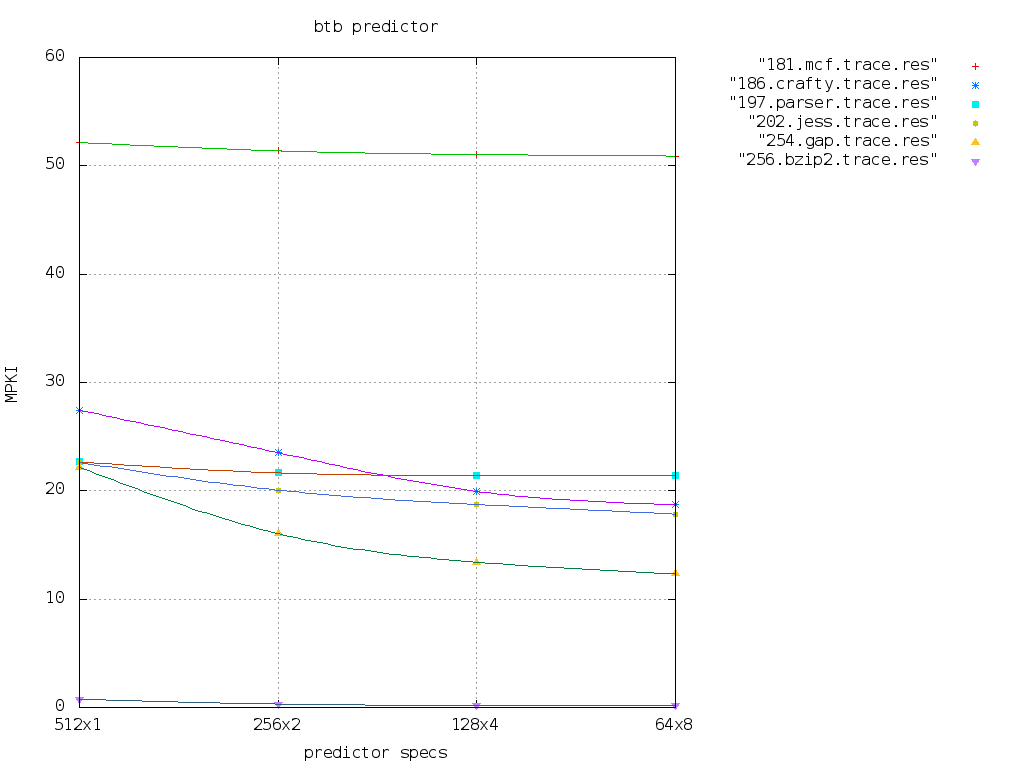 btb predictor
"181.mcf.trace.res"
"186.crafty.trace.res"
"197.parser.trace.res"
"202.jess.trace.res"
"254.gap.trace.res"
"256.bzip2.trace.res"
60
50
40
30
20
10
0
MPKI
512x1 256x2 128x4 64x8
predictor specs